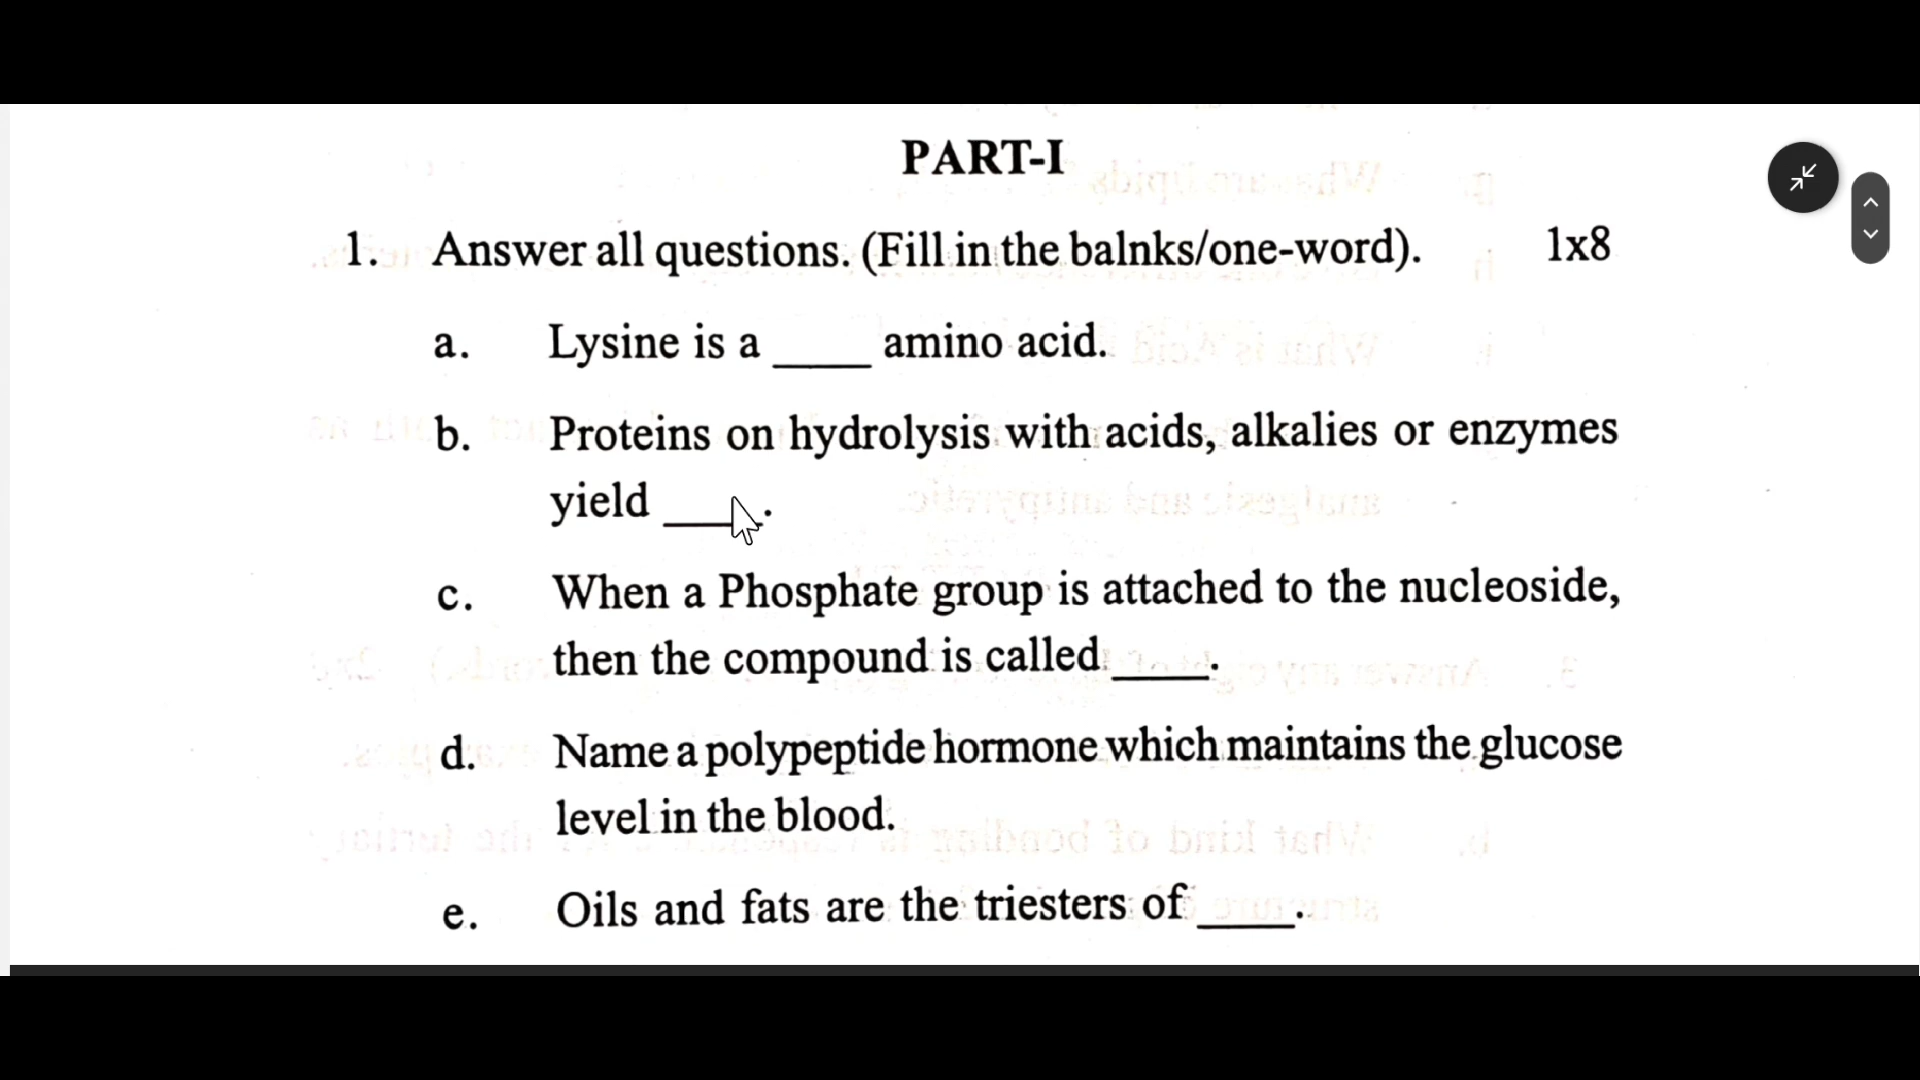 PART-I
1. Answer all questions. (Fill in the balnks/one-word). 1x8
a. Lysine is a ____ amino acid.
b. Proteins on hydrolysis with acids, alkalies or enzymes
yield ____.
c. When a Phosphate group is attached to the nucleoside,
then the compound is called ____.
d. Name a polypeptide hormone which maintains the glucose
level in the blood.
e. Oils and fats are the triesters of ____.